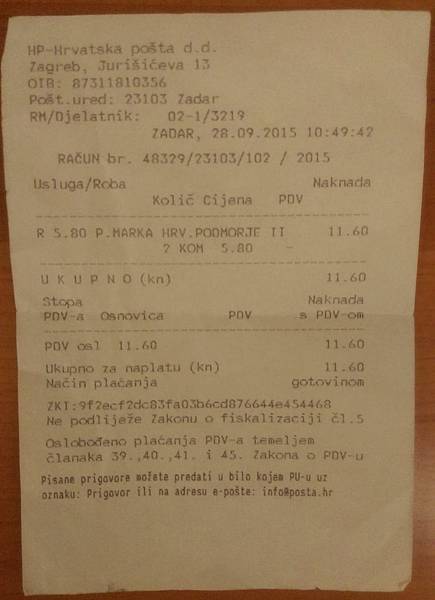 HP-Hrvatska pošta d.d.
Zagreb, Jurišićeva 13
OIB: 87311810356
Pošt.ured: 23103 Zadar
RM/Djelatnik: 02-1/3219
ZADAR, 28.09.2015 10:49:42
RAČUN br. 48329/23103/102 / 2015
Usluga/Roba Naknada
Količ Cijena PDV
R 5.80 P.MARKA HRV.PODMORJE II 11.60
2 KOM 5.80 -
U K U P N O (kn) 11.60
Stopa Naknada
PDV-a Osnovica PDV s PDV-om
PDV osl 11.60 11.60
Ukupno za naplatu (kn) 11.60
Način plaćanja gotovinom
ZKI:9f2ecf2dc83fa03b6cd876644e454468
Ne podliježe Zakonu o fiskalizaciji čl.5
Oslobođeno plaćanja PDV-a temeljem
članaka 39.,40.,41. i 45. Zakona o PDV-u
Pisane prigovore možete predati u bilo kojem PU-u uz
oznaku: Prigovor ili na adresu e-pošte: info@posta.hr